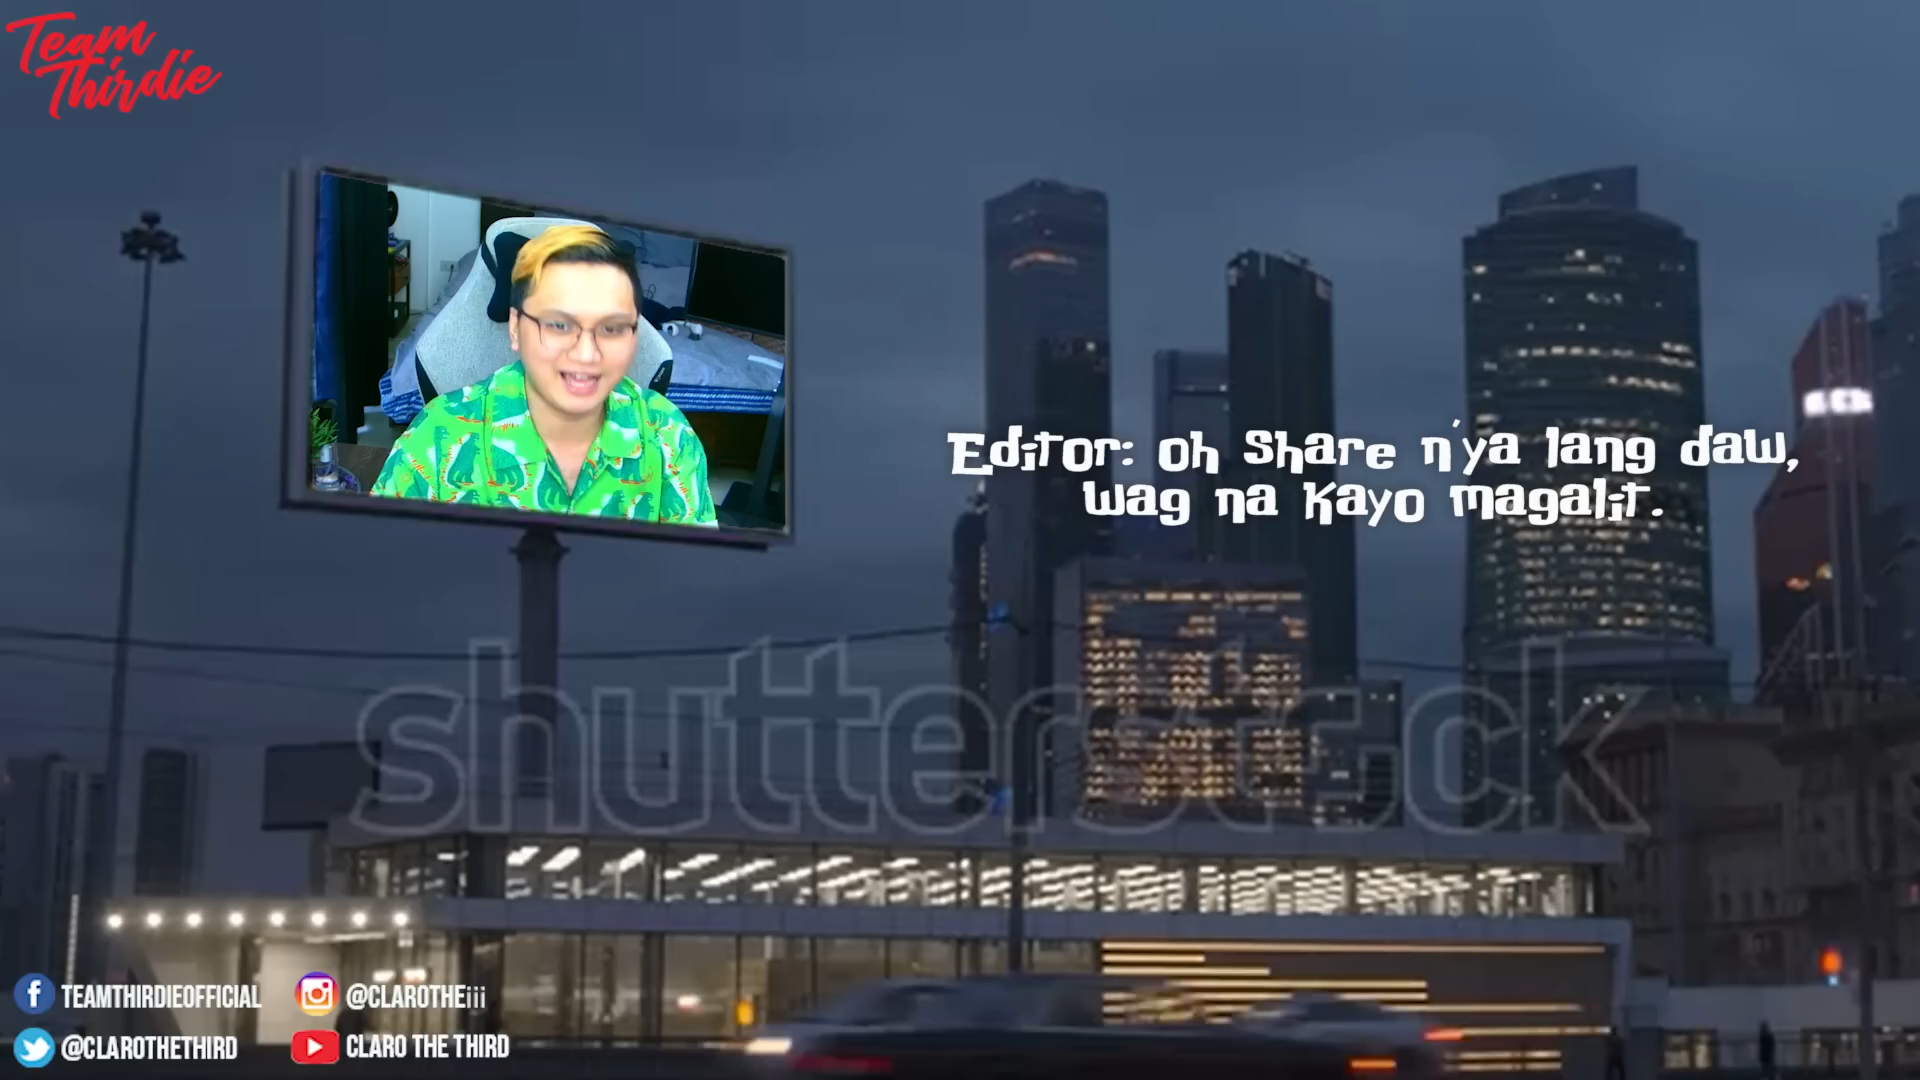 Team
Thirdie
Editor: oh share n'ya lang daw,
wag na kayo magalit.
shutterstock
TEAMTHIRDIEOFFICIAL
@CLAROTHEiii
@CLAROTHETHIRD
CLARO THE THIRD